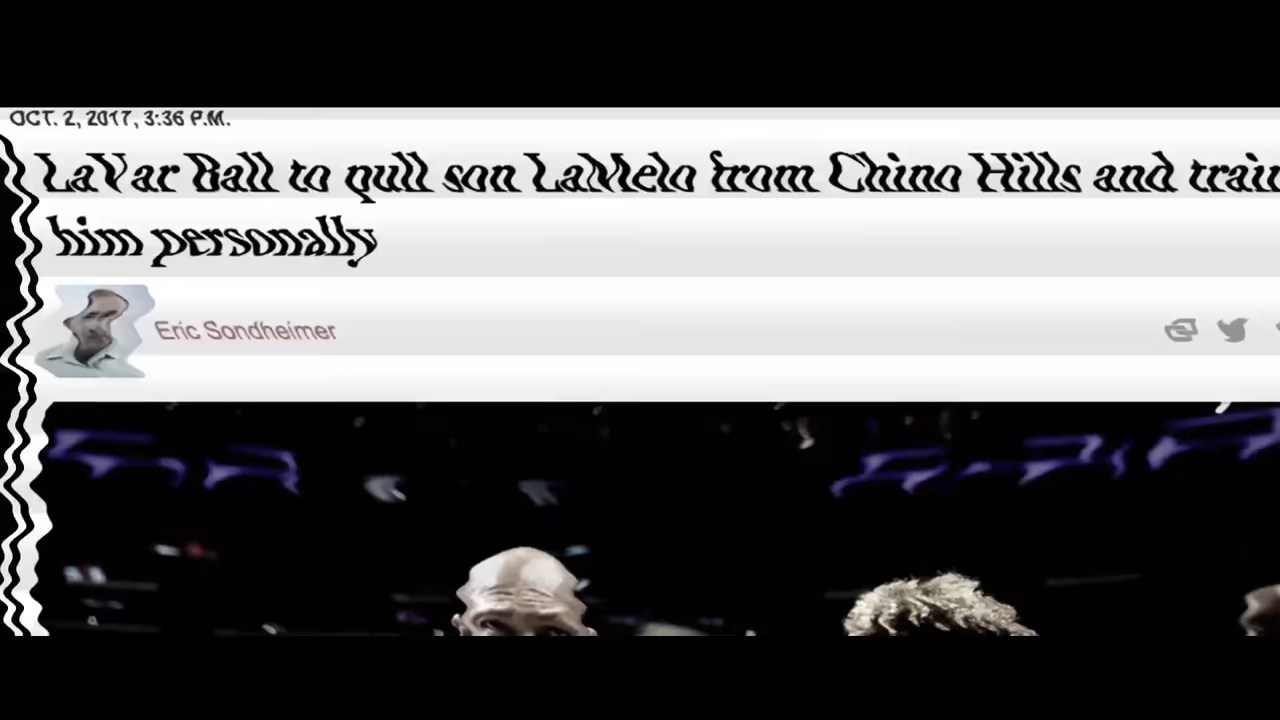 OCT. 2, 2017, 3:36 P.M.
LaVar Ball to pull son LaMelo from Chino Hills and train
him personally
Eric Sondheimer